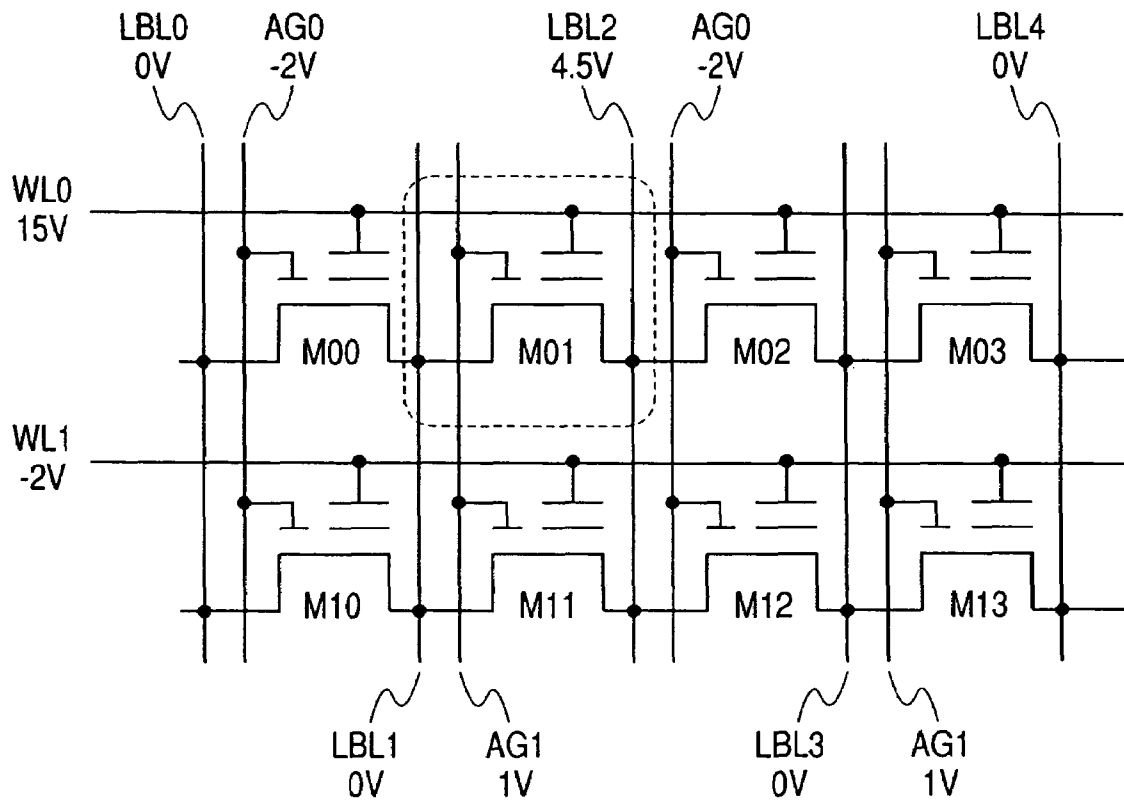 LBL0
0V
AG0
-2V
LBL2
4.5V
AG0
-2V
LBL4
0V
WL0
15V
M00
M01
M02
M03
WL1
-2V
M10
M11
M12
M13
LBL1
0V
AG1
1V
LBL3
0V
AG1
1V